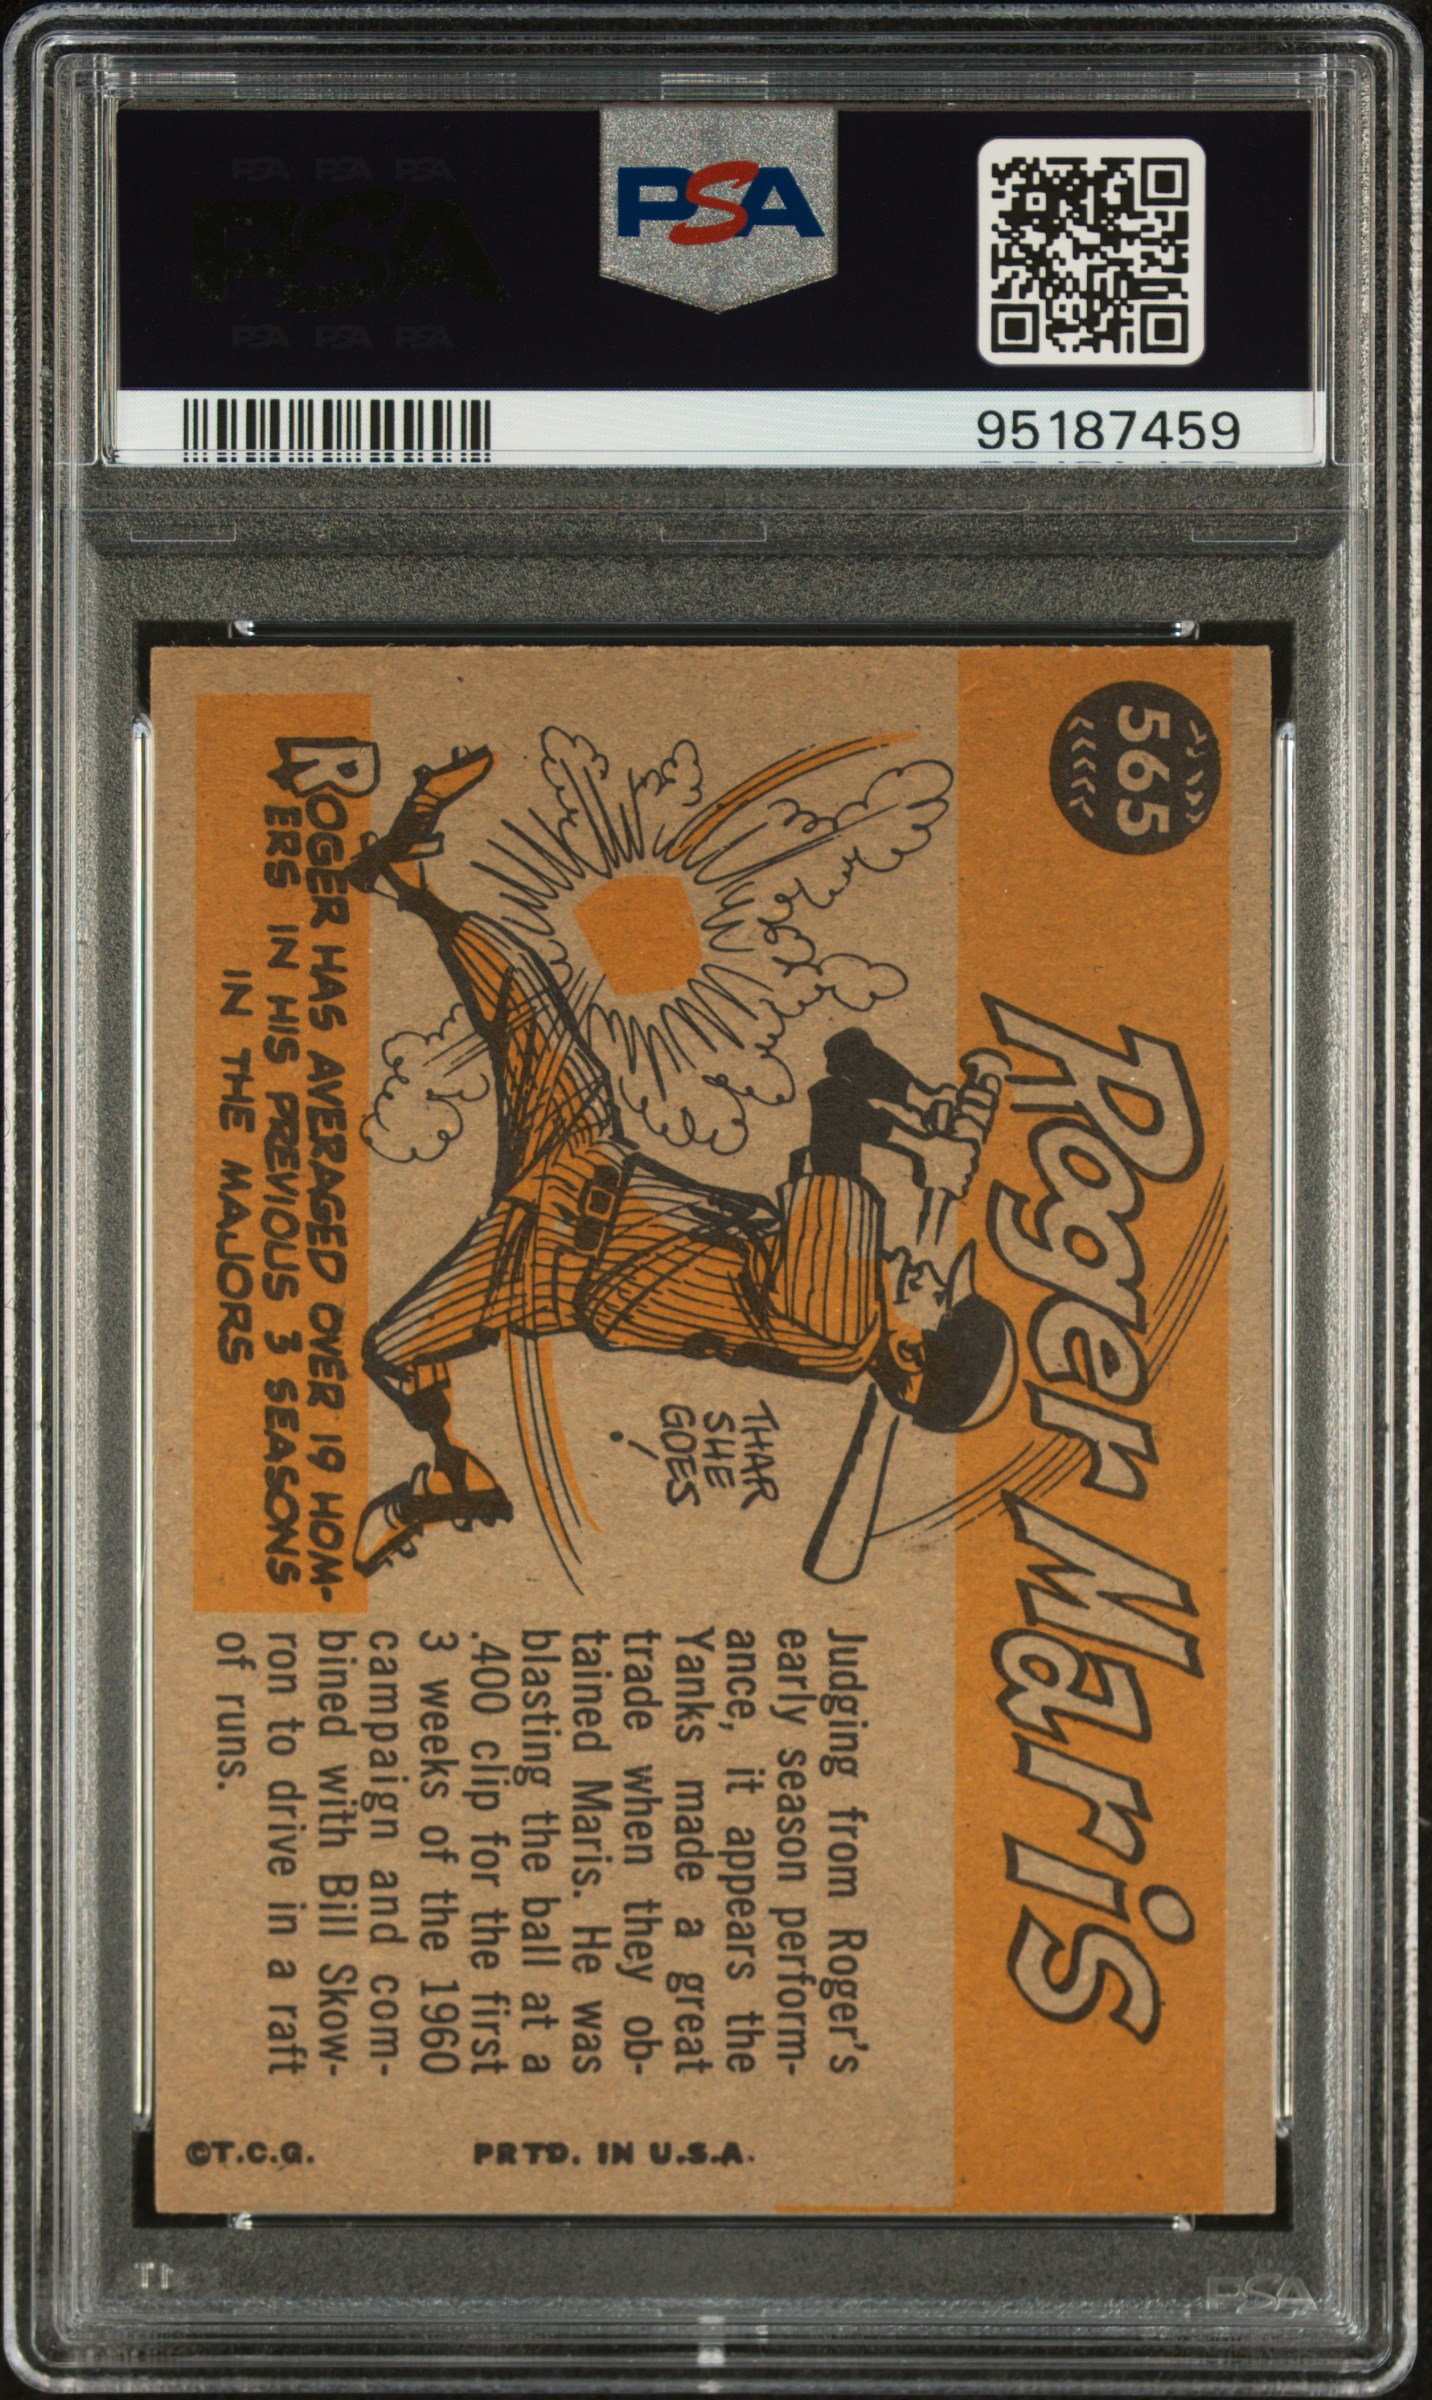 PSA PSA PSA
PSA
PSA PSA PSA
PSA
95187459
565
Roger Maris
THAR
SHE
GOES
!
ROGER HAS AVERAGED OVER 19 HOM-
ERS IN HIS PREVIOUS 3 SEASONS
IN THE MAJORS
Judging from Roger's
early season perform-
ance, it appears the
Yanks made a great
trade when they ob-
tained Maris. He was
blasting the ball at a
.400 clip for the first
3 weeks of the 1960
campaign and com-
bined with Bill Skow-
ron to drive in a raft
of runs.
©T.C.G.
PRTD. IN U.S.A.
PSA